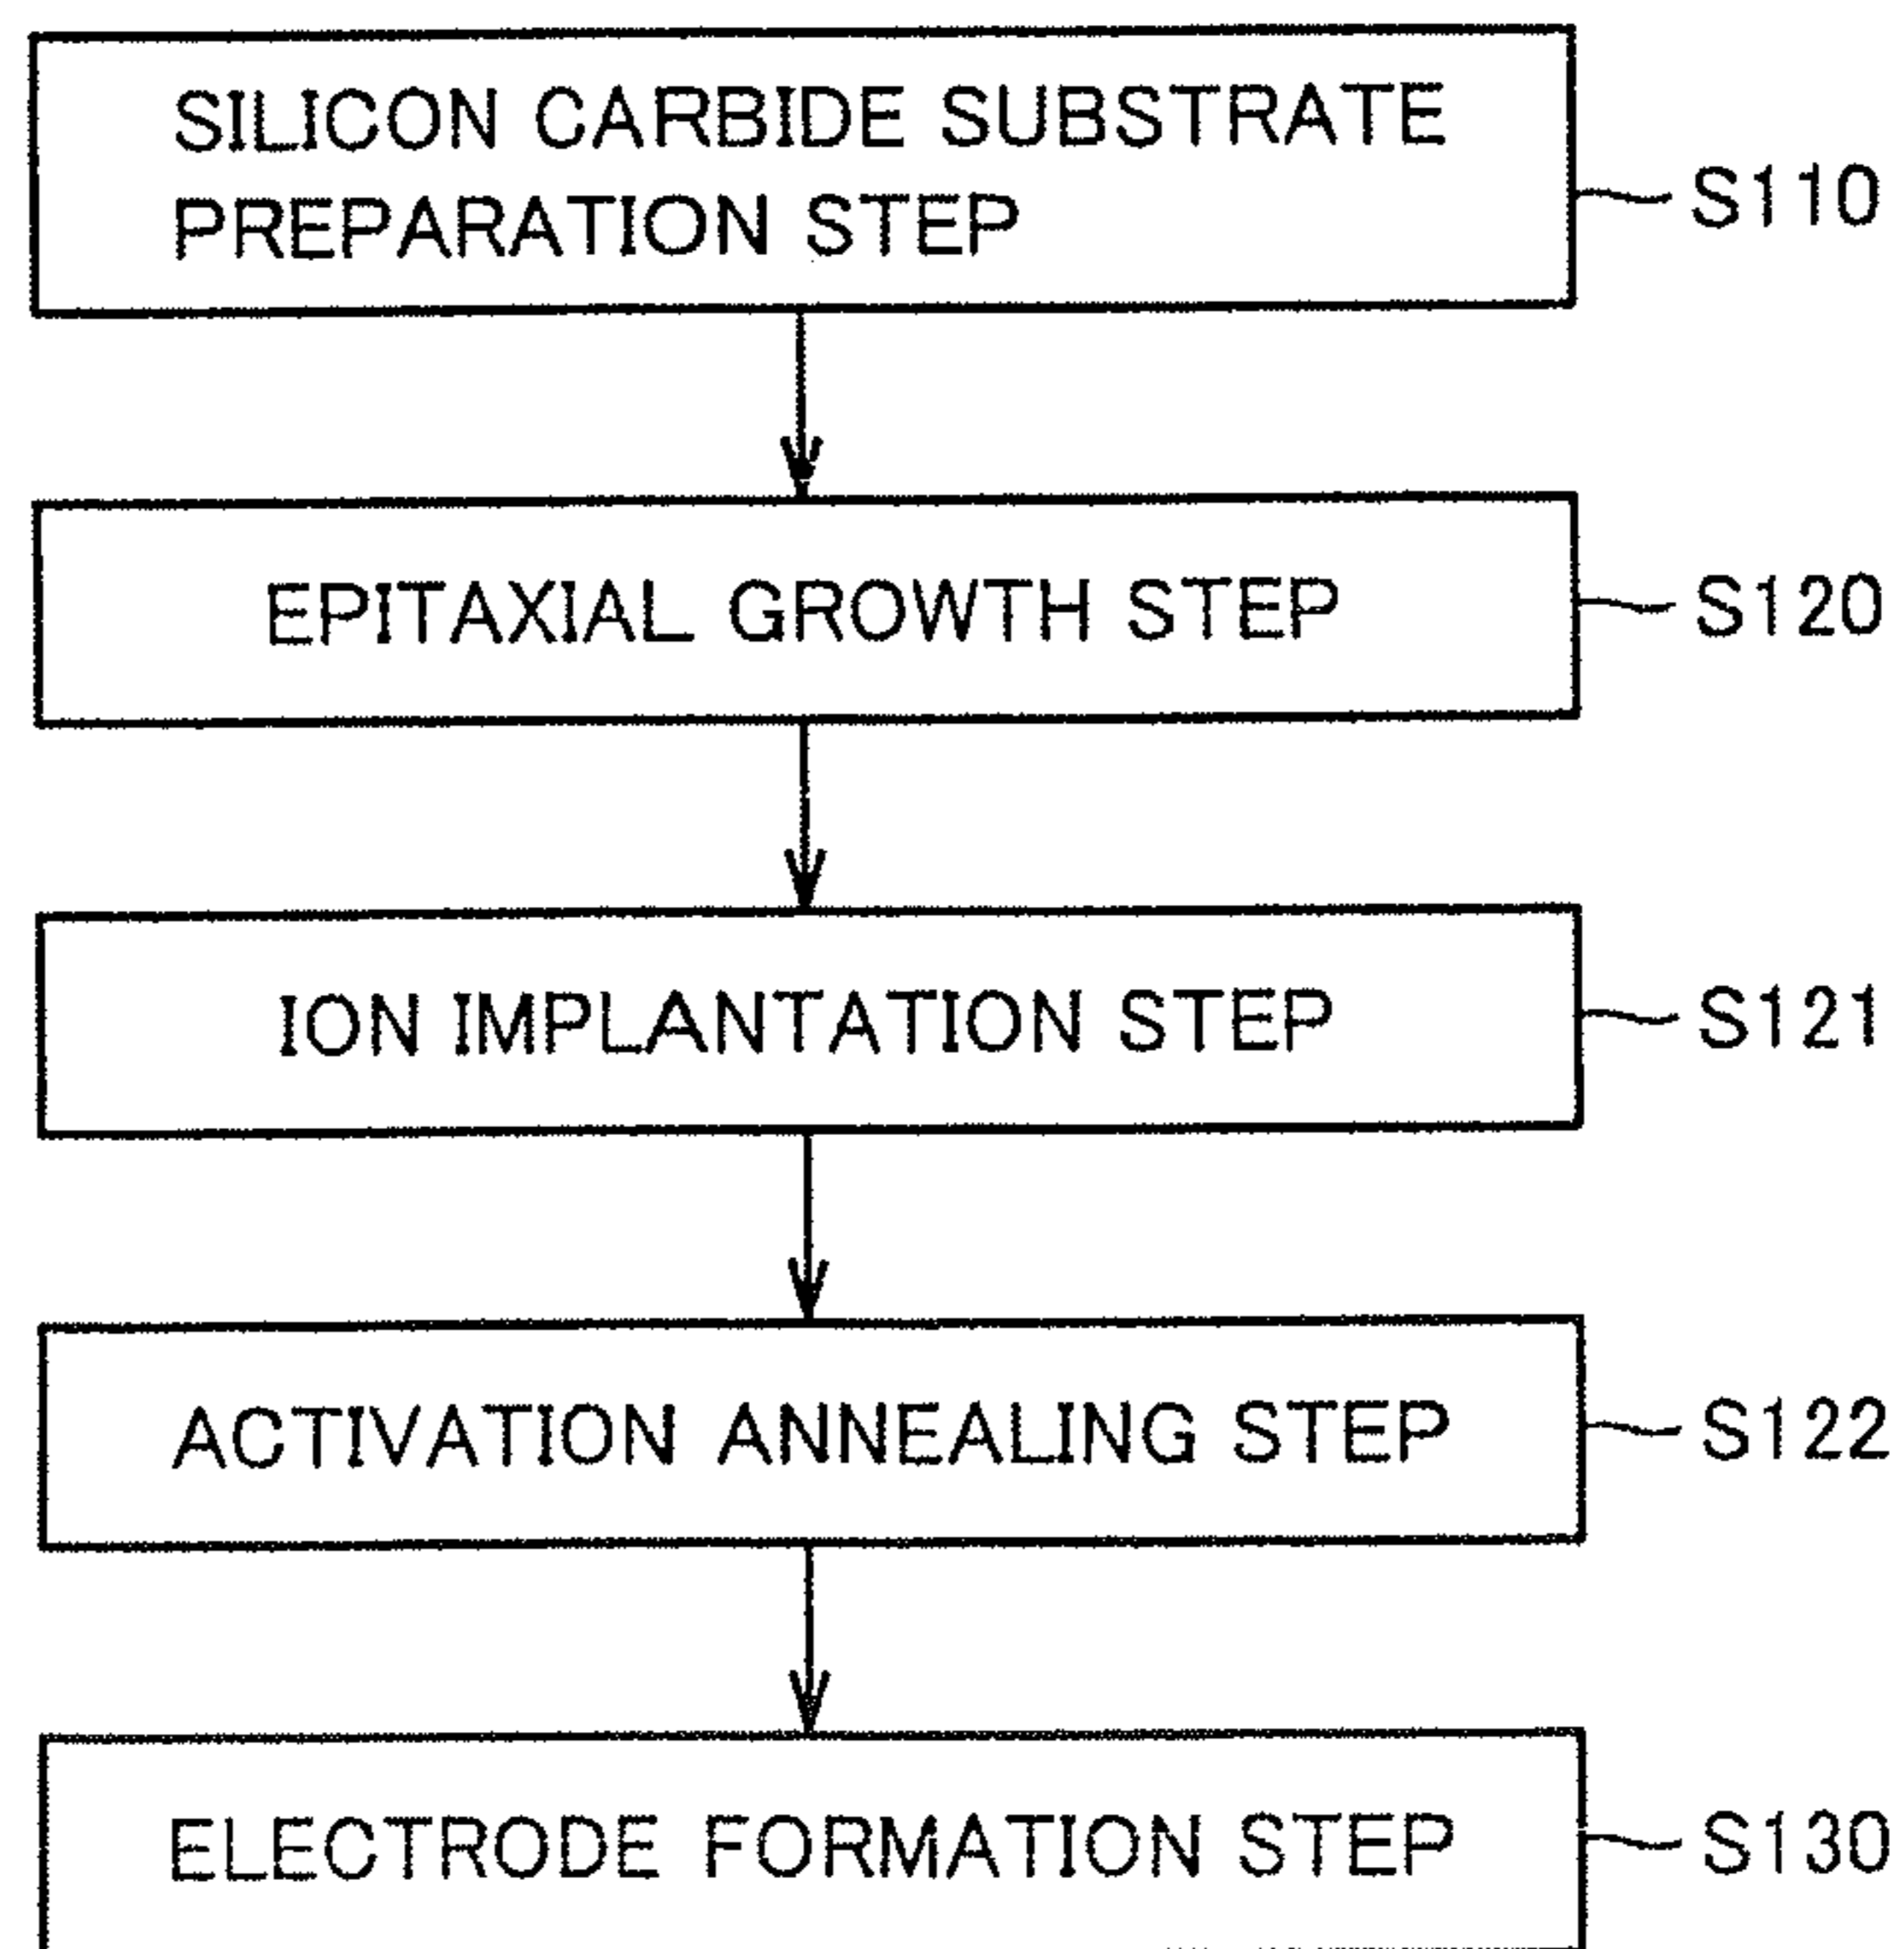 SILICON CARBIDE SUBSTRATE
PREPARATION STEP
S110
EPITAXIAL GROWTH STEP
S120
ION IMPLANTATION STEP
S121
ACTIVATION ANNEALING STEP
S122
ELECTRODE FORMATION STEP
S130